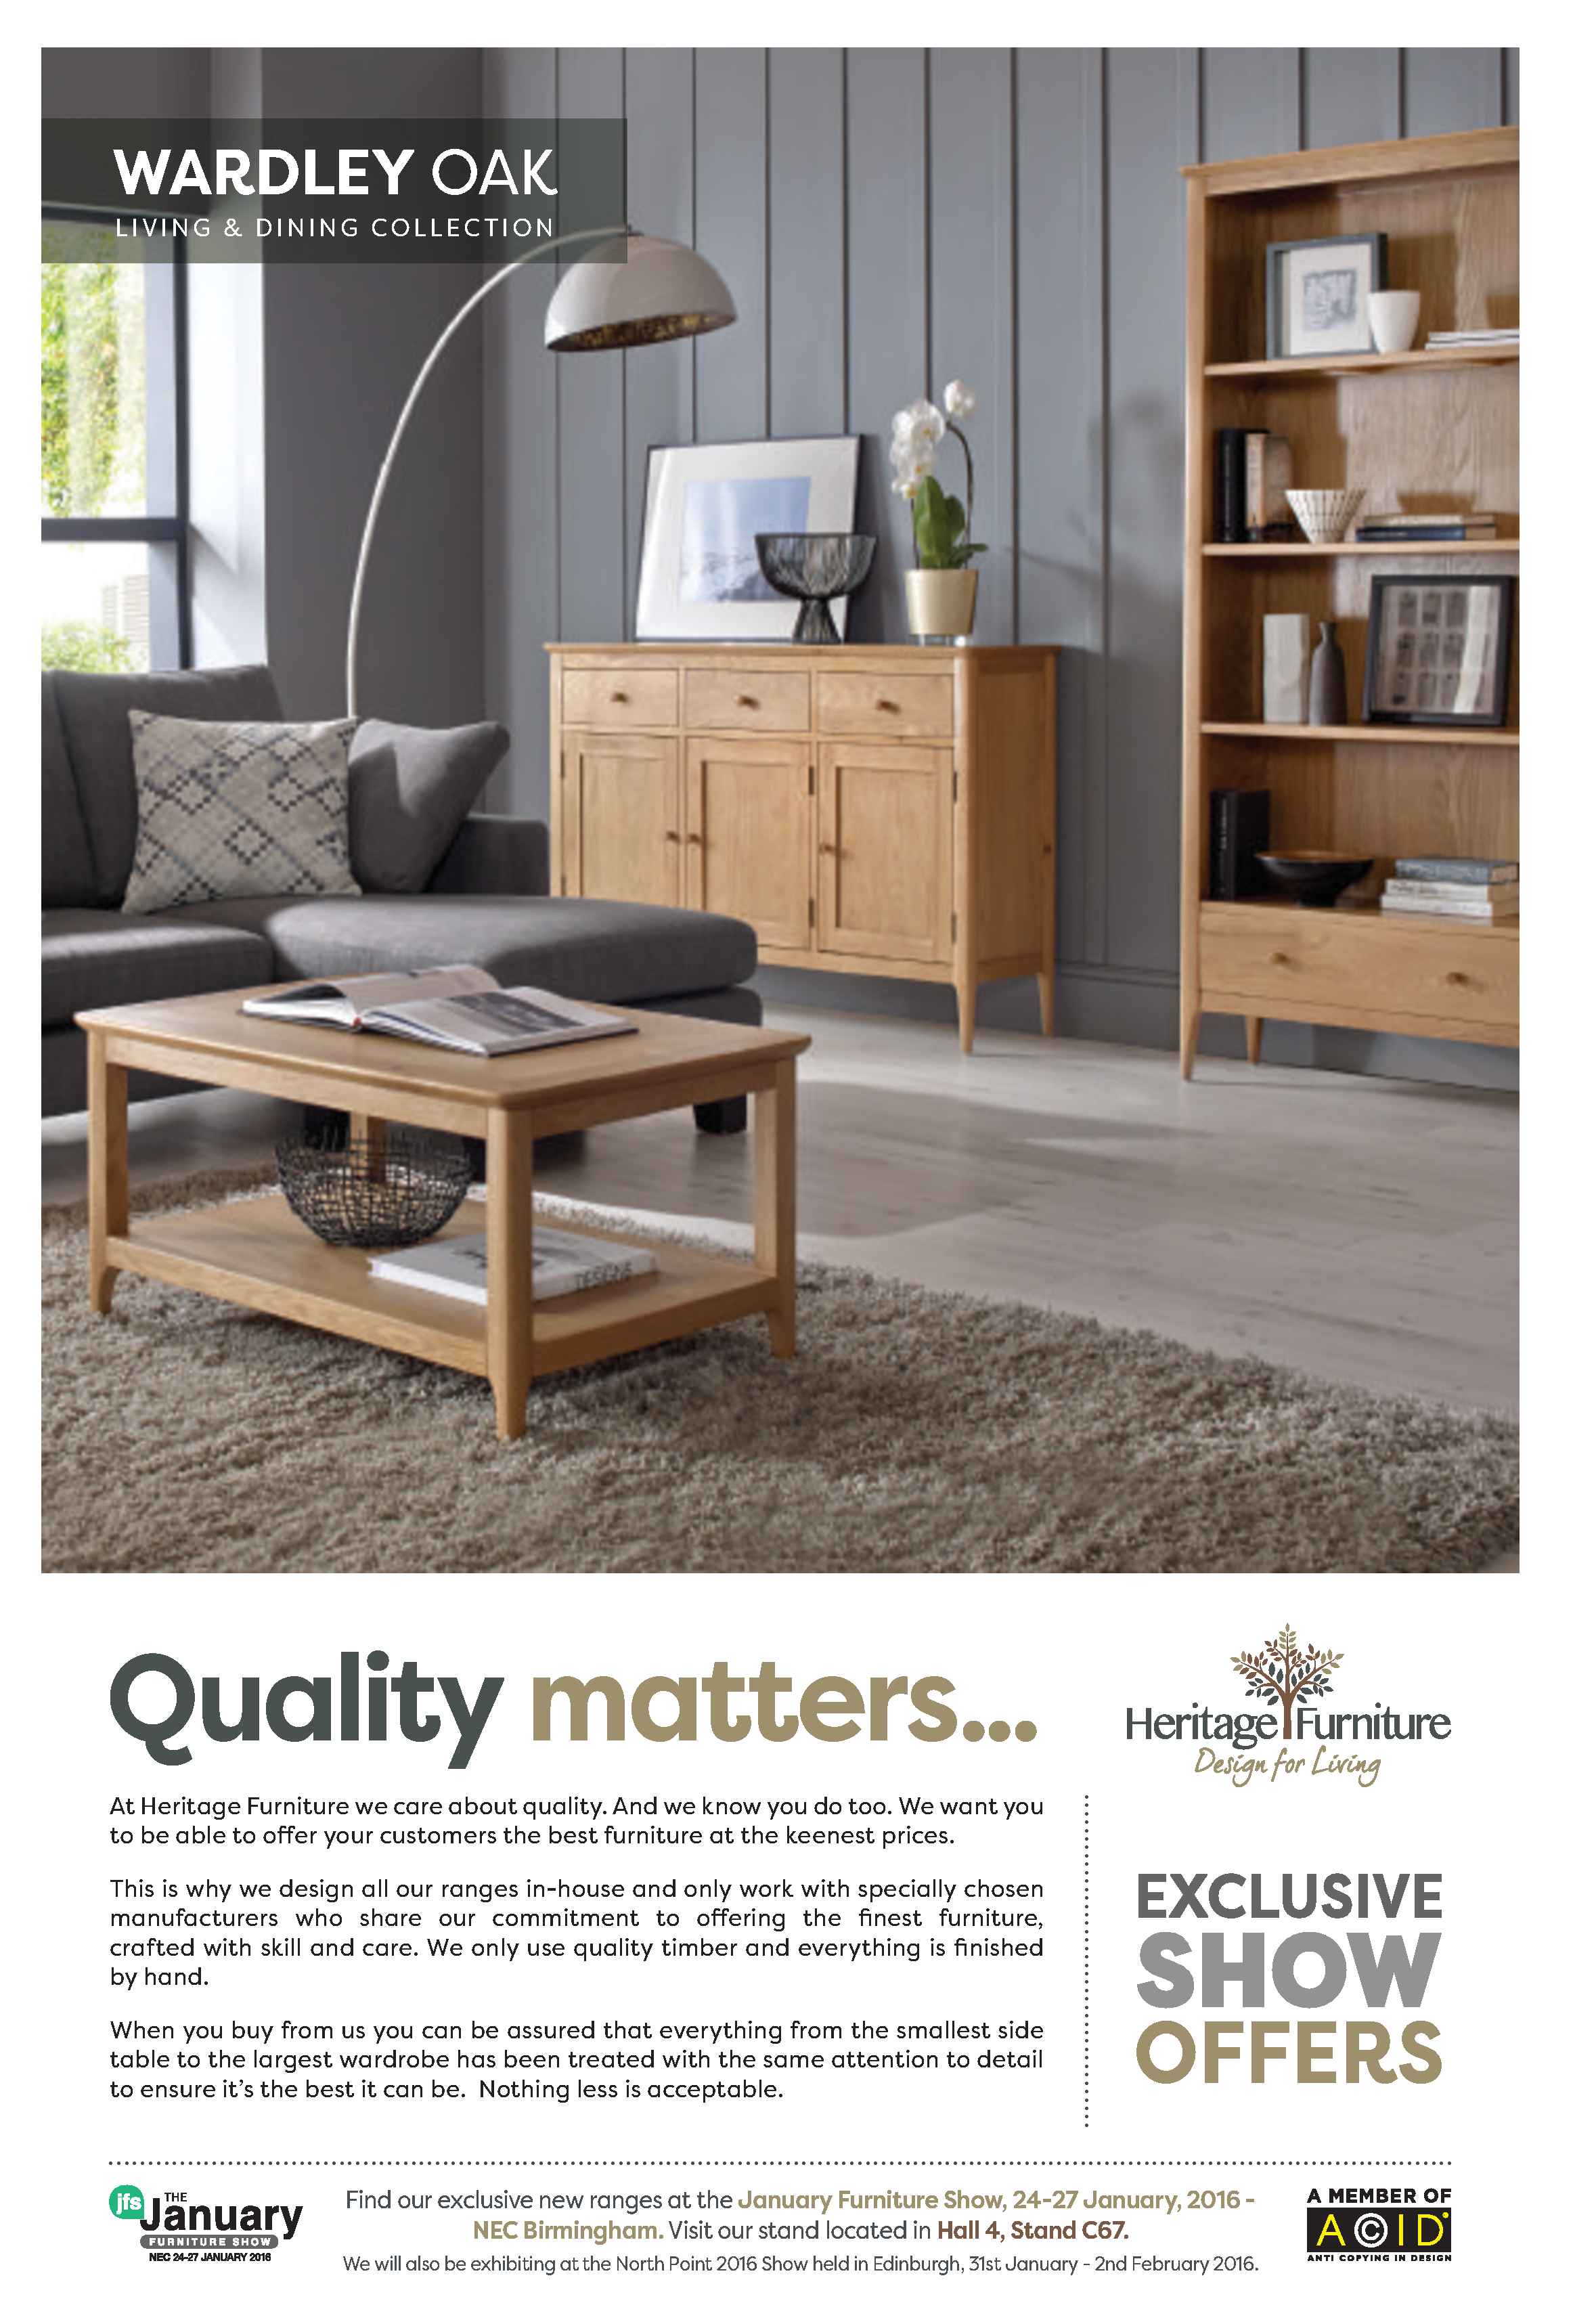 WARDLEY OAK
LIVING & DINING COLLECTION
DESIGNS
Quality matters...
Heritage Furniture
Design for Living
At Heritage Furniture we care about quality. And we know you do too. We want you
to be able to offer your customers the best furniture at the keenest prices.
This is why we design all our ranges in-house and only work with specially chosen
manufacturers who share our commitment to offering the finest furniture,
crafted with skill and care. We only use quality timber and everything is finished
by hand.
When you buy from us you can be assured that everything from the smallest side
table to the largest wardrobe has been treated with the same attention to detail
to ensure it's the best it can be. Nothing less is acceptable.
EXCLUSIVE
SHOW
OFFERS
jfs THE
January
FURNITURE SHOW
NEC 24-27 JANUARY 2016
Find our exclusive new ranges at the January Furniture Show, 24-27 January, 2016 -
NEC Birmingham. Visit our stand located in Hall 4, Stand C67.
We will also be exhibiting at the North Point 2016 Show held in Edinburgh, 31st January - 2nd February 2016.
A MEMBER OF
A©ID
ANTI COPYING IN DESIGN